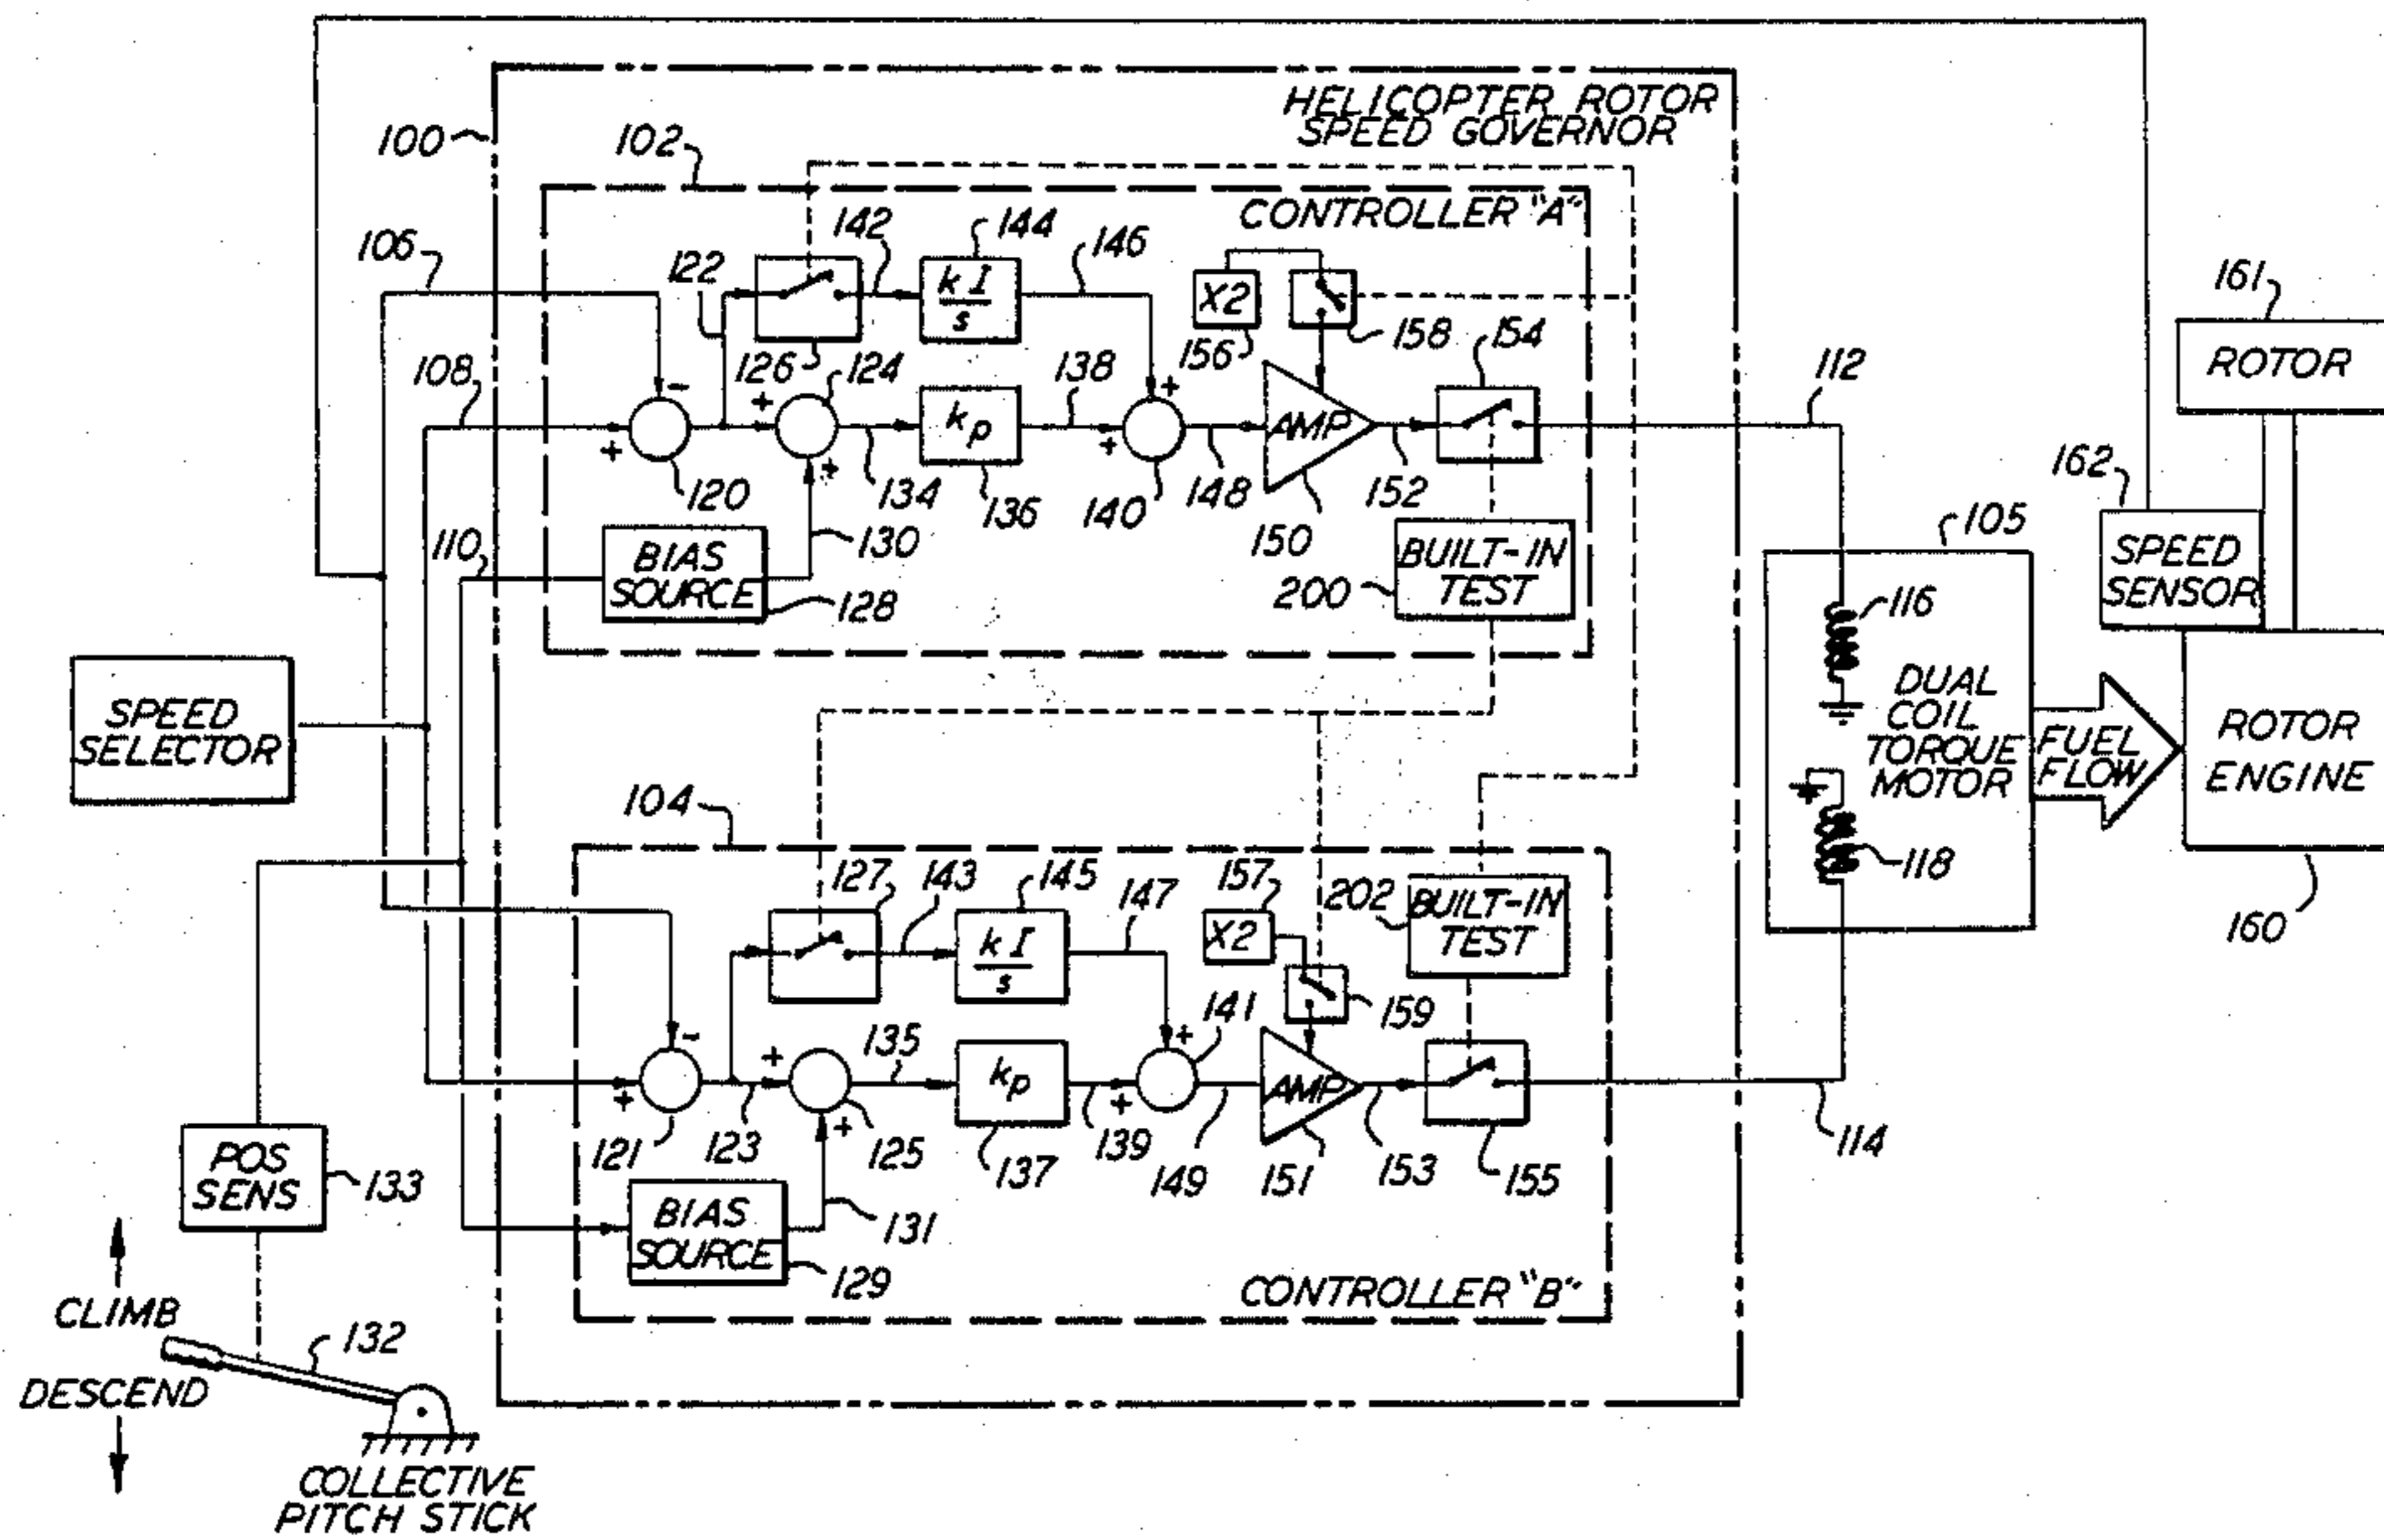 HELICOPTER ROTOR
SPEED GOVERNOR
100
102
CONTROLLER "A"
106
122
142
144
k I
s
146
X2
156
158
154
161
ROTOR
108
-
+
120
126
124
+
+
134
kp
136
138
+
+
140
148
AMP
150
152
112
162
SPEED
SENSOR
105
110
BIAS
SOURCE
130
128
BUILT-IN
TEST
200
116
SPEED
SELECTOR
DUAL
COIL
TORQUE
MOTOR
FUEL
FLOW
ROTOR
ENGINE
160
118
104
127
143
145
k I
s
147
157
X2
159
202
BUILT-IN
TEST
-
+
121
123
+
+
125
135
kp
137
139
+
+
141
149
AMP
151
153
155
114
POS
SENS
133
BIAS
SOURCE
131
129
CONTROLLER "B"
CLIMB
DESCEND
132
COLLECTIVE
PITCH STICK